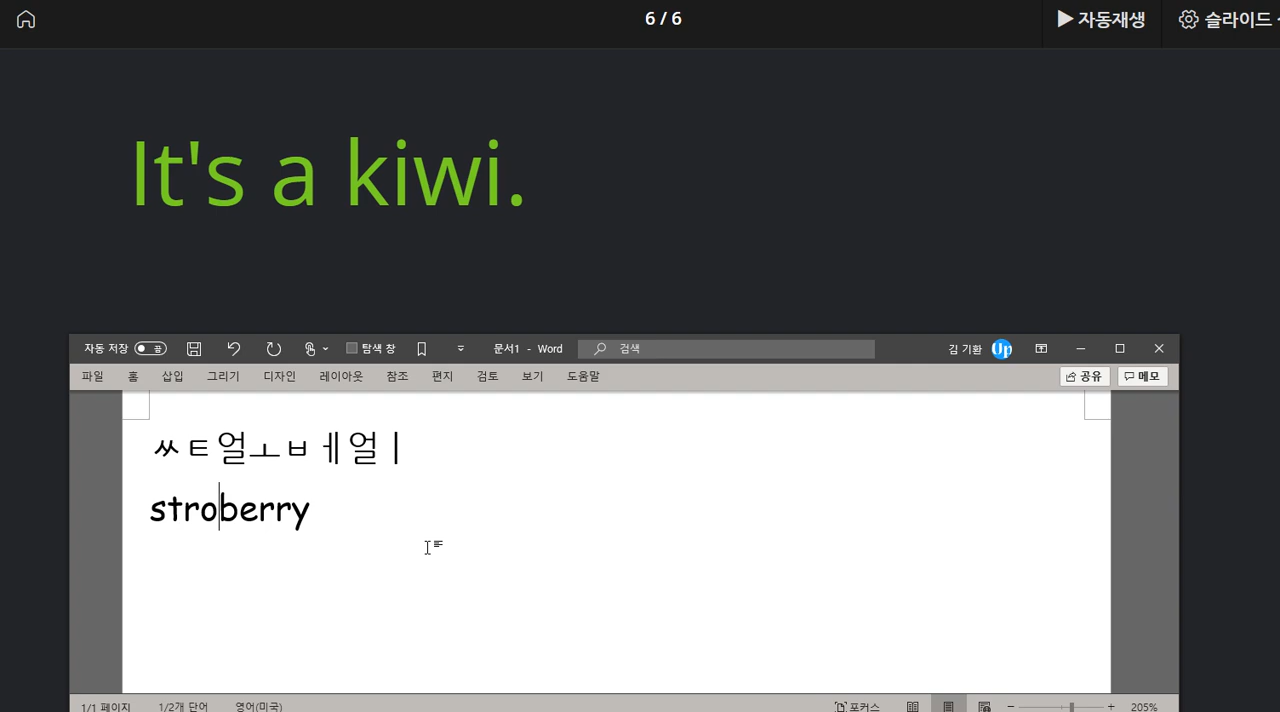 6 / 6
▶ 자동재생
슬라이드
It's a kiwi.
자동 저장 끔
탐색 창
문서1 - Word
검색
김 기환
Up
파일 홈 삽입 그리기 디자인 레이아웃 참조 편지 검토 보기 도움말
공유
메모
ㅆㅌ얼ㅗㅂㅔ얼ㅣ
stroberry
1/1 페이지
1/2개 단어
영어(미국)
포커스
205%